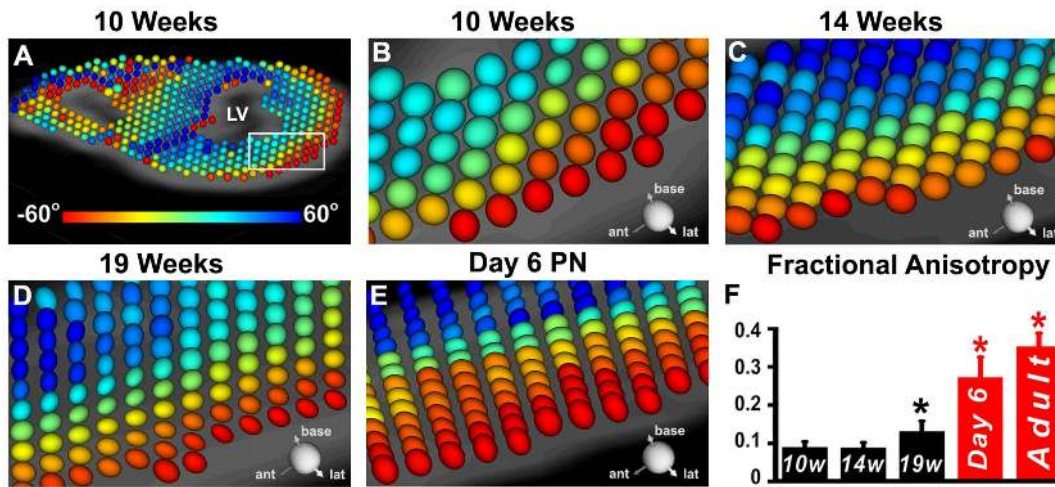 10 Weeks
10 Weeks
14 Weeks
A
LV
-60°
60°
B
base
ant
lat
C
base
ant
lat
19 Weeks
Day 6 PN
Fractional Anisotropy
D
base
ant
lat
E
base
ant
lat
F
0.4
0.3
0.2
0.1
0
*
*
*
10w
14w
19w
Day 6
Adult